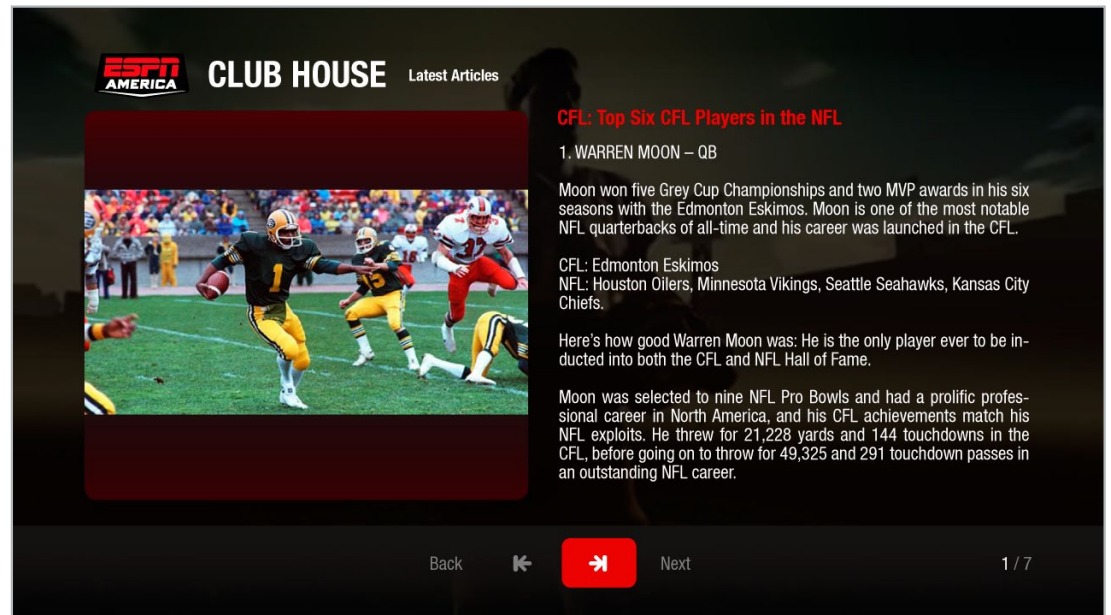 ESPN
AMERICA
CLUB HOUSE
Latest Articles
CFL: Top Six CFL Players in the NFL
1. WARREN MOON – QB
Moon won five Grey Cup Championships and two MVP awards in his six
seasons with the Edmonton Eskimos. Moon is one of the most notable
NFL quarterbacks of all-time and his career was launched in the CFL.
CFL: Edmonton Eskimos
NFL: Houston Oilers, Minnesota Vikings, Seattle Seahawks, Kansas City
Chiefs.
Here’s how good Warren Moon was: He is the only player ever to be in-
ducted into both the CFL and NFL Hall of Fame.
Moon was selected to nine NFL Pro Bowls and had a prolific profes-
sional career in North America, and his CFL achievements match his
NFL exploits. He threw for 21,228 yards and 144 touchdowns in the
CFL, before going on to throw for 49,325 and 291 touchdown passes in
an outstanding NFL career.
1
37
Back
Next
1 / 7